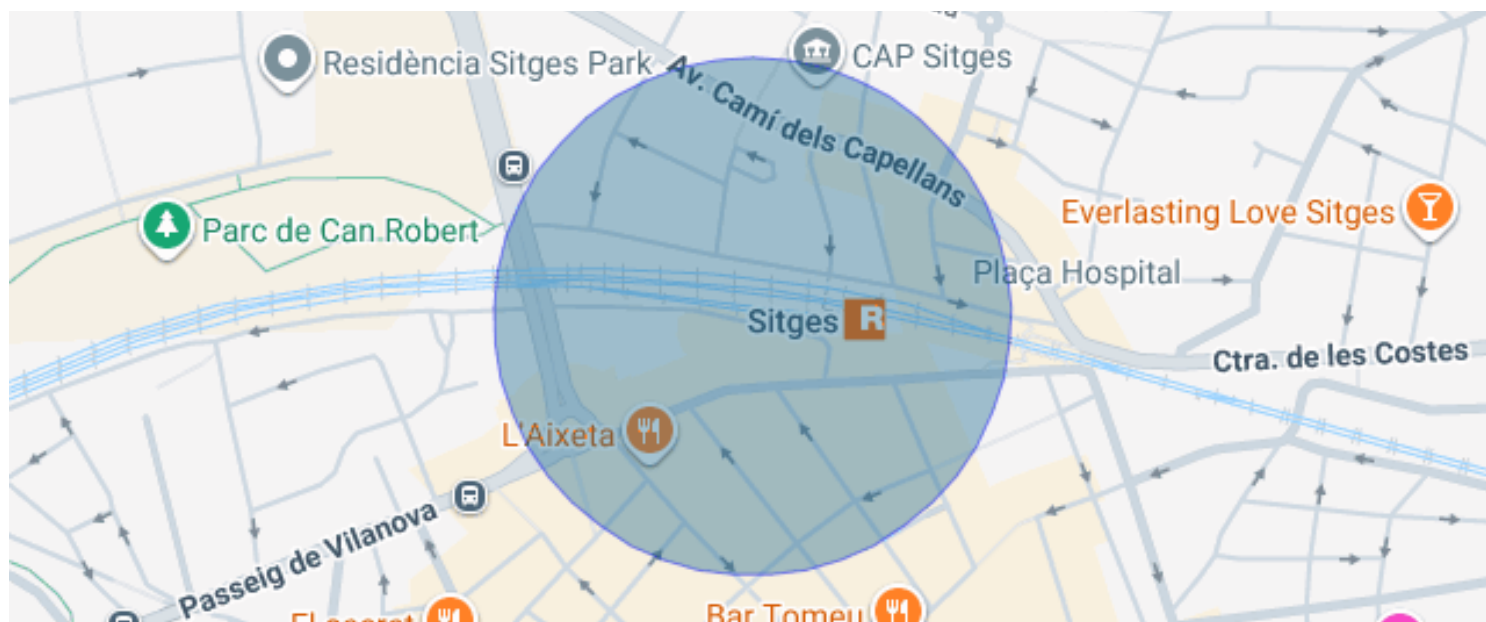 Residència Sitges Park
CAP Sitges
Av. Camí dels Capellans
Everlasting Love Sitges
Parc de Can Robert
Plaça Hospital
Sitges R
Ctra. de les Costes
L'Aixeta
Passeig de Vilanova
Bar Tomeu